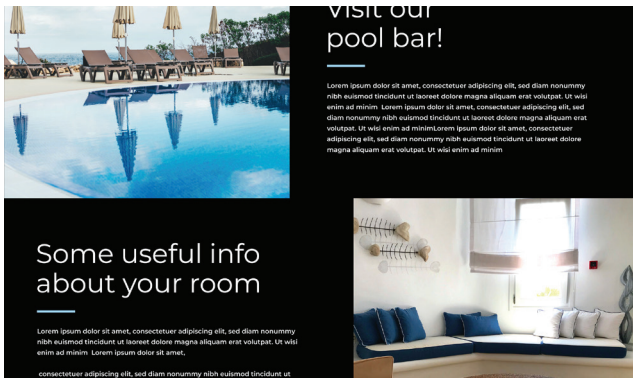 visit our
pool bar!
Lorem ipsum dolor sit amet, consectetuer adipiscing elit, sed diam nonummy
nibh euismod tincidunt ut laoreet dolore magna aliquam erat volutpat. Ut wisi
enim ad minim  Lorem ipsum dolor sit amet, consectetuer adipiscing elit, sed
diam nonummy nibh euismod tincidunt ut laoreet dolore magna aliquam erat
volutpat. Ut wisi enim ad minimLorem ipsum dolor sit amet, consectetuer
adipiscing elit, sed diam nonummy nibh euismod tincidunt ut laoreet dolore
magna aliquam erat volutpat. Ut wisi enim ad minim
Some useful info
about your room
Lorem ipsum dolor sit amet, consectetuer adipiscing elit, sed diam nonummy
nibh euismod tincidunt ut laoreet dolore magna aliquam erat volutpat. Ut wisi
enim ad minim  Lorem ipsum dolor sit amet,
consectetuer adipiscing elit, sed diam nonummy nibh euismod tincidunt ut